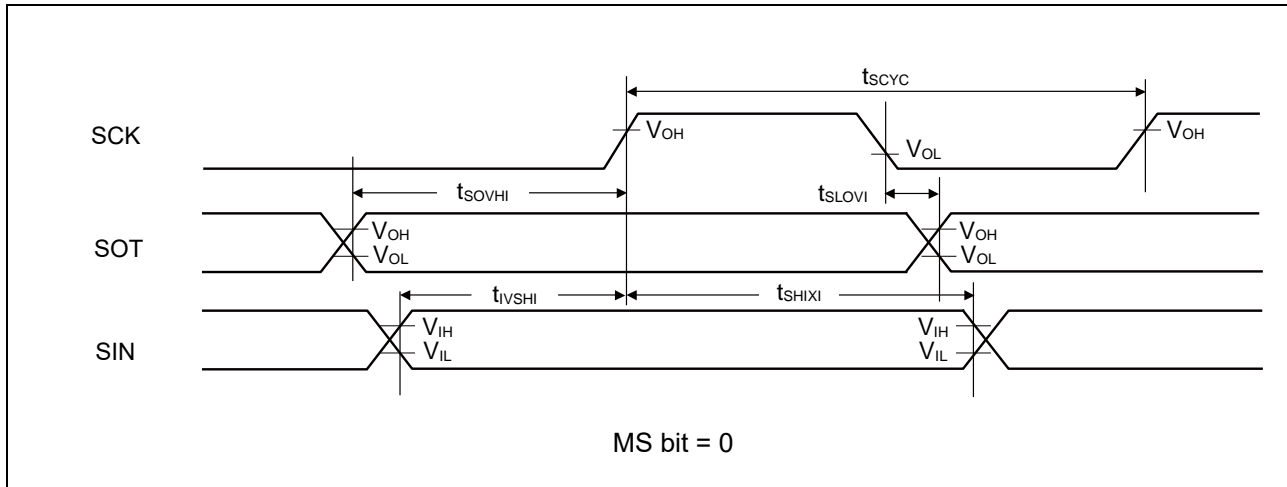 tSCYC
SCK
VOH
VOL
VOH
tSOVHI
tSLOVI
SOT
VOH
VOL
VOH
VOL
tIVSHI
tSHIXI
SIN
VIH
VIL
VIH
VIL
MS bit = 0